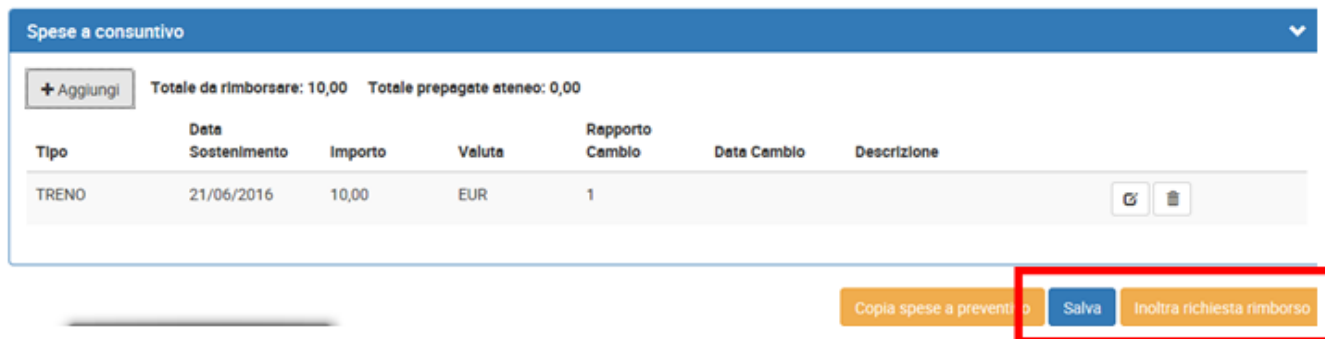 Spese a consuntivo
+ Aggiungi Totale da rimborsare: 10,00 Totale prepagate ateneo: 0,00
Tipo Data Sostenimento Importo Valuta Rapporto Cambio Data Cambio Descrizione
TRENO 21/06/2016 10,00 EUR 1
Copia spese a preventivo Salva Inoltra richiesta rimborso